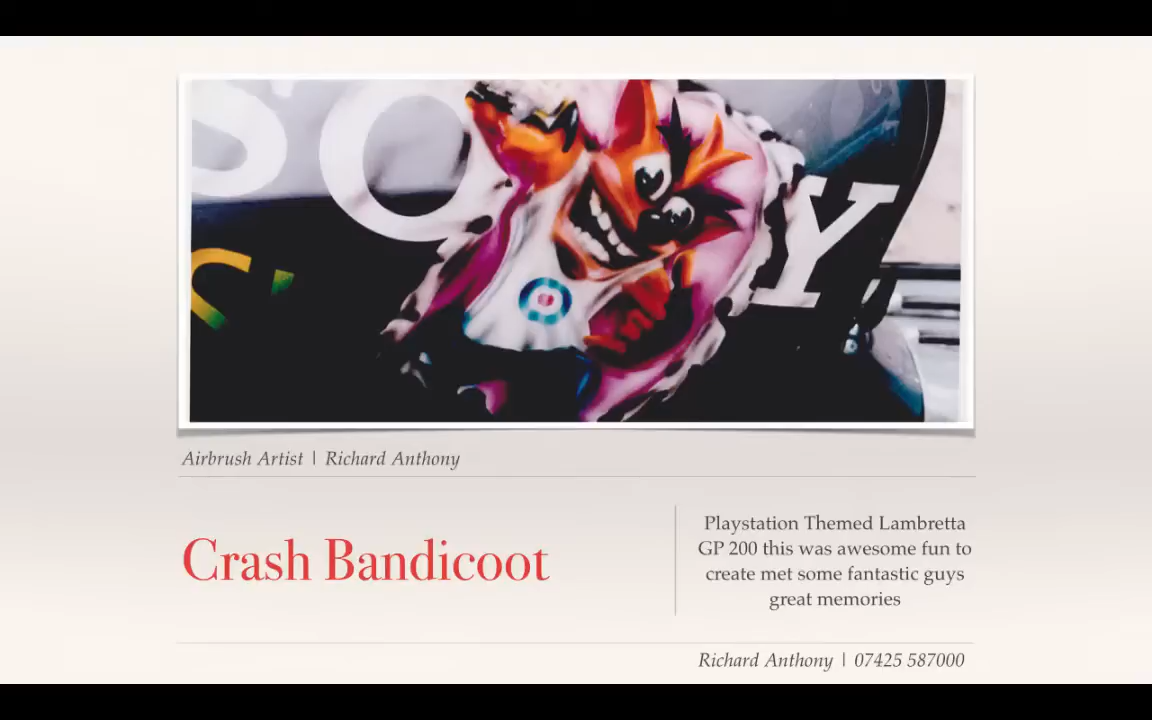 SO Y
Airbrush Artist | Richard Anthony
Crash Bandicoot
Playstation Themed Lambretta
GP 200 this was awesome fun to
create met some fantastic guys
great memories
Richard Anthony | 07425 587000